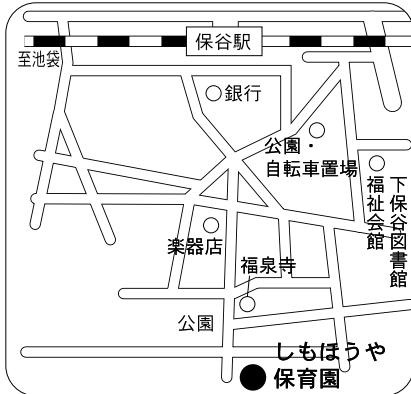 保谷駅
至池袋
銀行
公園・
自転車置場
下保谷図書館
福祉会館
楽器店
福泉寺
公園
しもほうや
保育園